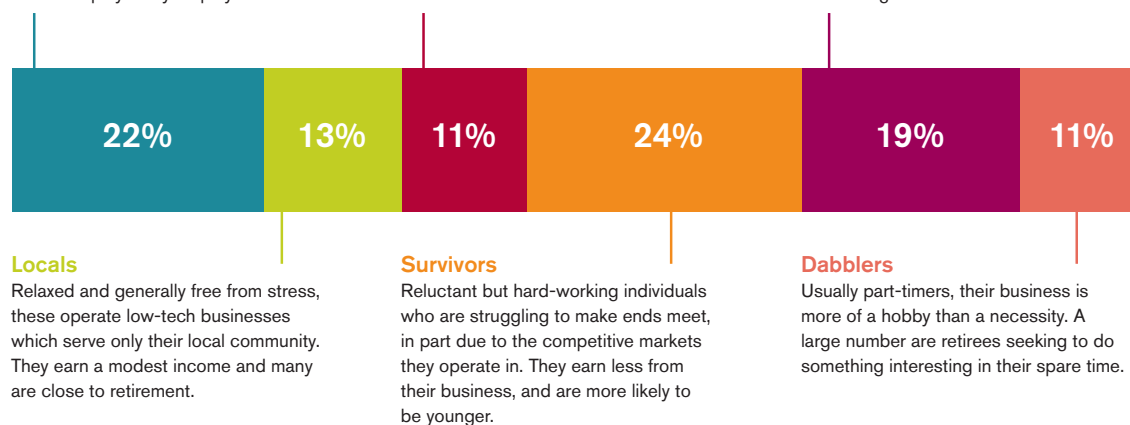 22% 13% 11% 24% 19% 11%
Locals
Relaxed and generally free from stress,
these operate low-tech businesses
which serve only their local community.
They earn a modest income and many
are close to retirement.
Survivors
Reluctant but hard-working individuals
who are struggling to make ends meet,
in part due to the competitive markets
they operate in. They earn less from
their business, and are more likely to
be younger.
Dabblers
Usually part-timers, their business is
more of a hobby than a necessity. A
large number are retirees seeking to do
something interesting in their spare time.